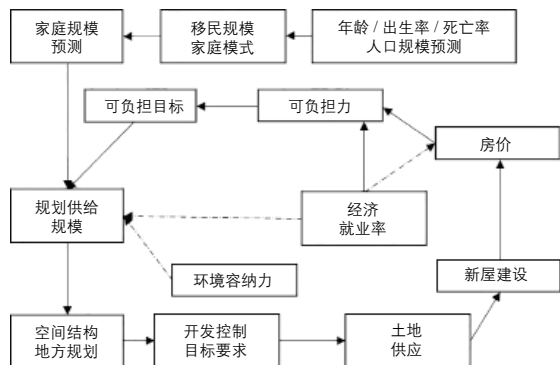 家庭规模
预测
移民规模
家庭模式
年龄 / 出生率 / 死亡率
人口规模预测
可负担目标
可负担力
房价
规划供给
规模
经济
就业率
环境容纳力
新屋建设
空间结构
地方规划
开发控制
目标要求
土地
供应